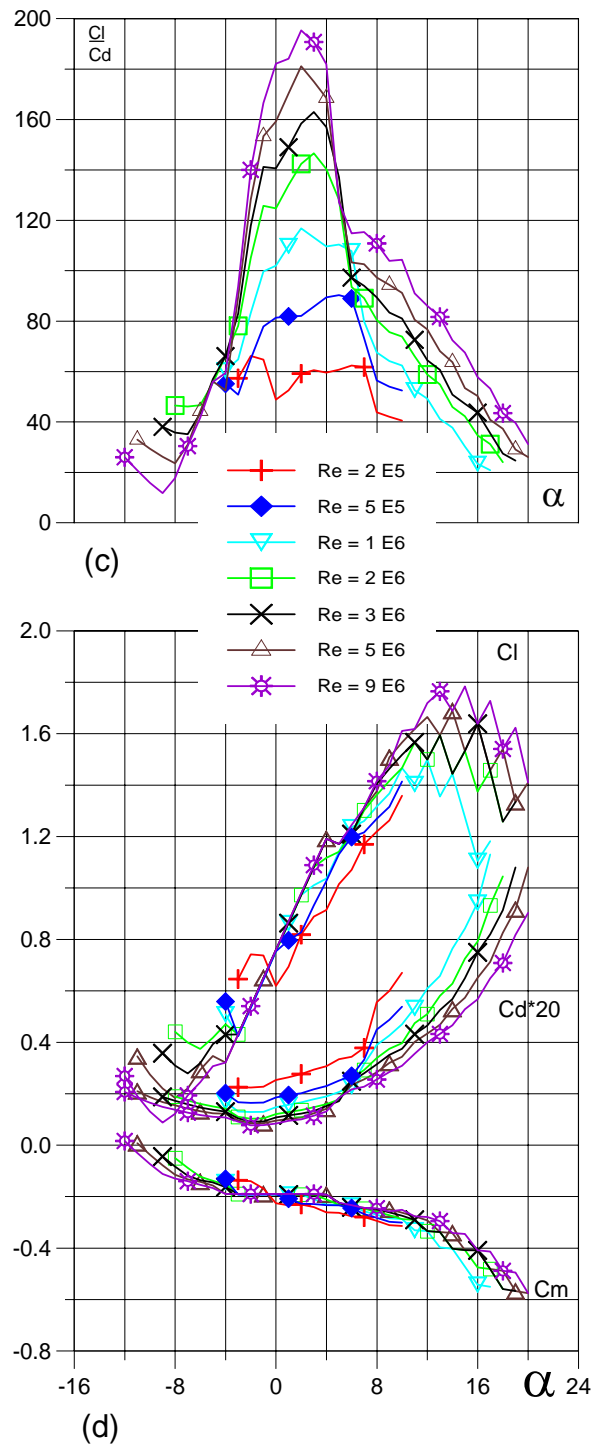 200
Cl
Cd
160
120
80
40
0
α
(c)
Re = 2 E5
Re = 5 E5
Re = 1 E6
Re = 2 E6
Re = 3 E6
Re = 5 E6
Re = 9 E6
2.0
Cl
1.6
1.2
0.8
Cd*20
0.4
0.0
-0.4
Cm
-0.8
-16 -8 0 8 16 α 24
(d)